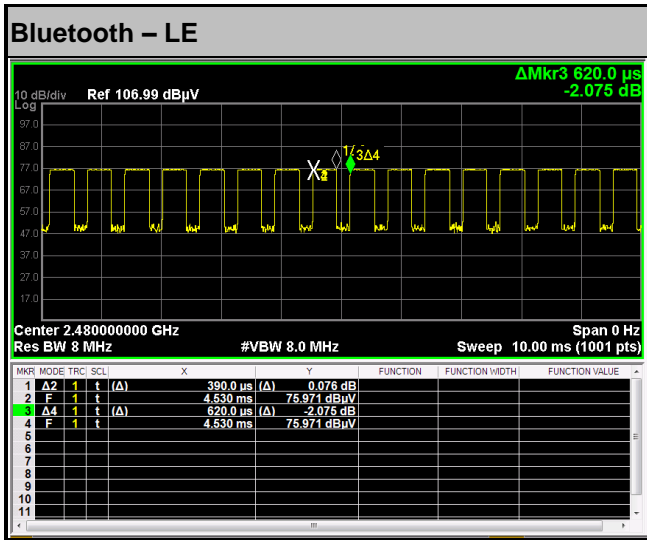 Bluetooth – LE
ΔMkr3 620.0 µs
10 dB/div Ref 106.99 dBµV -2.075 dB
Log
97.0
87.0
77.0
67.0
57.0
47.0
37.0
27.0
17.0
X
3Δ4
Center 2.480000000 GHz Span 0 Hz
Res BW 8 MHz #VBW 8.0 MHz Sweep 10.00 ms (1001 pts)
MKR MODE TRC SCL X Y FUNCTION FUNCTION WIDTH FUNCTION VALUE
1 Δ2 1 t (Δ) 390.0 µs (Δ) 0.076 dB
2 F 1 t 4.530 ms 75.971 dBµV
3 Δ4 1 t (Δ) 620.0 µs (Δ) -2.075 dB
4 F 1 t 4.530 ms 75.971 dBµV
5
6
7
8
9
10
11